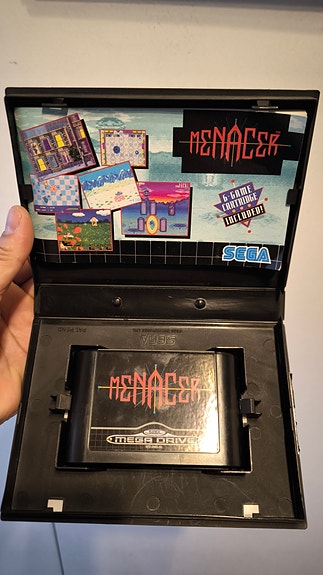 MENACER
6 GAME
CARTRIDGE
INCLUDED!
SEGA
SEGA
MENACER
SEGA
MEGA DRIVE